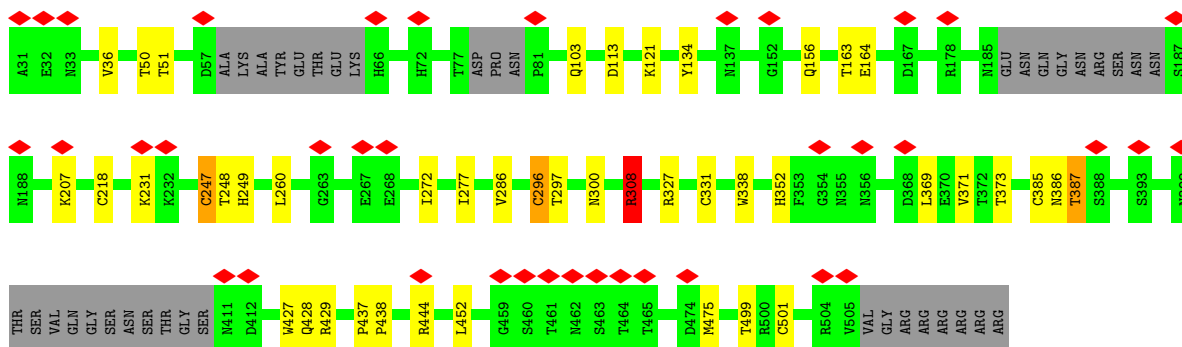 A31 E32 N33 V36 T50 T51 D57 ALA LYS ALA TYR GLU THR GLU LYS H66 H72 T77 ASP PRO ASN P81 Q103 D113 K121 Y134 N137 G152 Q156 T163 E164 D167 R178 N185 GLU ASN GLN GLY ASN ARG SER ASN ASN S187
N188 K207 C218 K231 K232 C247 T248 H249 L260 G263 E267 E268 I272 I277 V286 C296 T297 N300 R308 R327 C331 W338 H352 F353 G354 N355 N356 D368 L369 E370 V371 T372 T373 C385 N386 T387 S388 S393
THR SER VAL GLN GLY SER ASN SER THR GLY SER N411 D412 W427 Q428 R429 P437 P438 R444 L452 G459 S460 T461 N462 S463 T464 T465 D474 M475 T499 R500 C501 R504 V505 VAL GLY ARG ARG ARG ARG ARG ARG